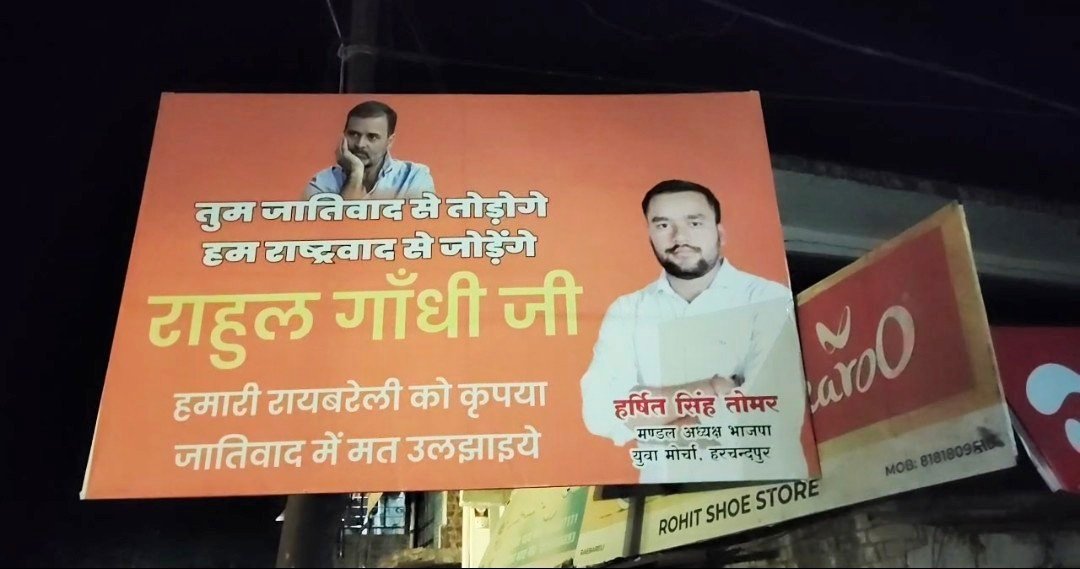 तुम जातिवाद से तोड़ोगे
हम राष्ट्रवाद से जोड़ेंगे
राहुल गाँधी जी
हमारी रायबरेली को कृपया
जातिवाद में मत उलझाइये
हर्षित सिंह तोमर
मण्डल अध्यक्ष भाजपा
युवा मोर्चा, हरचन्दपुर
ROHIT SHOE STORE